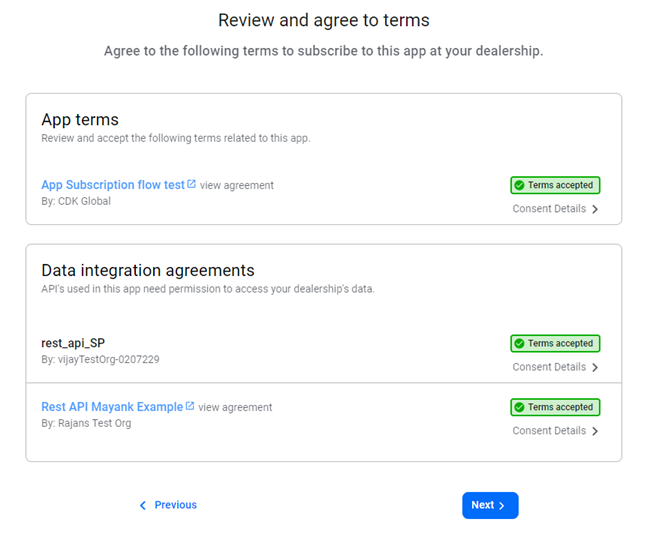 Review and agree to terms
Agree to the following terms to subscribe to this app at your dealership.
App terms
Review and accept the following terms related to this app.
App Subscription flow test view agreement
Terms accepted
By: CDK Global
Consent Details
Data integration agreements
API's used in this app need permission to access your dealership's data.
rest_api_SP
Terms accepted
By: vijayTestOrg-0207229
Consent Details
Rest API Mayank Example view agreement
Terms accepted
By: Rajans Test Org
Consent Details
Previous
Next